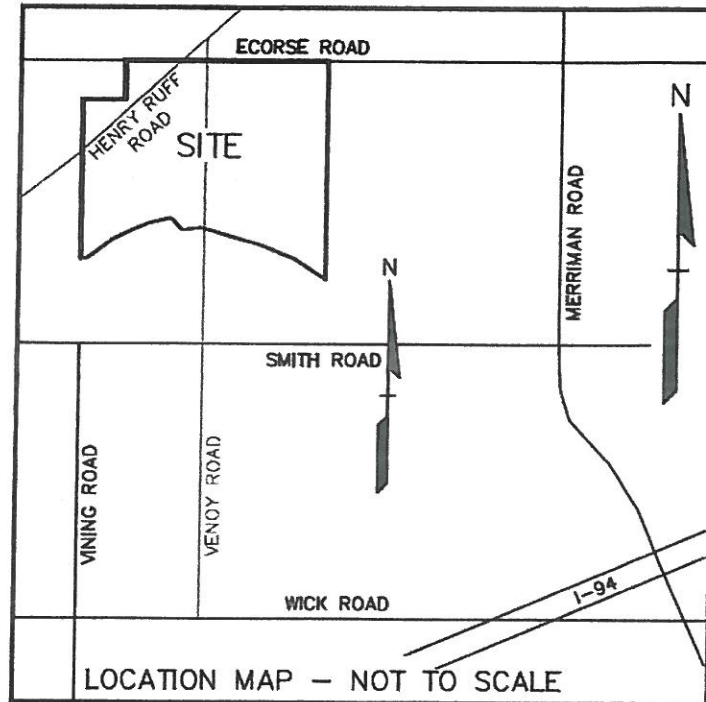 ECORSE ROAD
HENRY RUFF
ROAD
SITE
N
MERRIMAN ROAD
N
SMITH ROAD
VINING ROAD
VENOY ROAD
I-94
WICK ROAD
LOCATION MAP - NOT TO SCALE